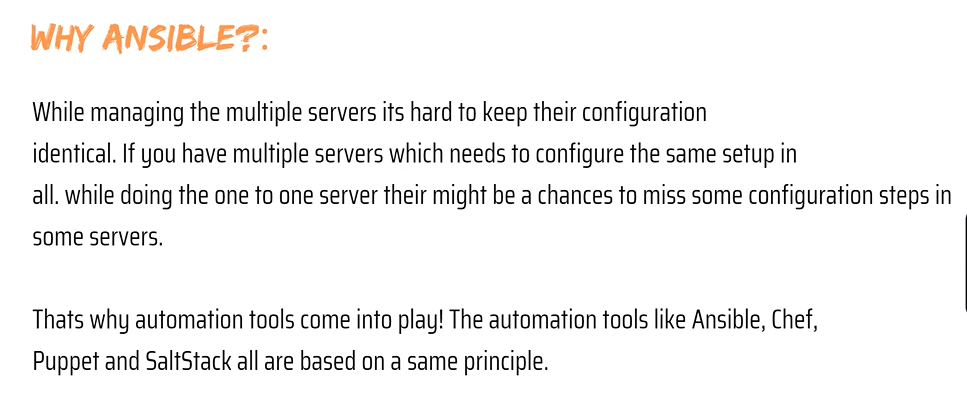 WHY ANSIBLE?:
While managing the multiple servers its hard to keep their configuration
identical. If you have multiple servers which needs to configure the same setup in
all. while doing the one to one server their might be a chances to miss some configuration steps in
some servers.
Thats why automation tools come into play! The automation tools like Ansible, Chef,
Puppet and SaltStack all are based on a same principle.